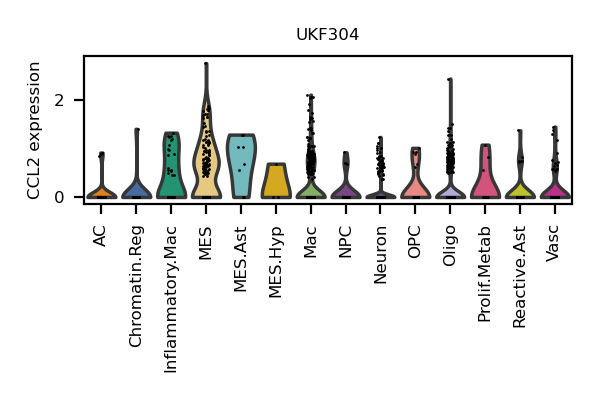 UKF304
CCL2 expression
2
0
AC
Chromatin.Reg
Inflammatory.Mac
MES
MES.Ast
MES.Hyp
Mac
NPC
Neuron
OPC
Oligo
Prolif.Metab
Reactive.Ast
Vasc